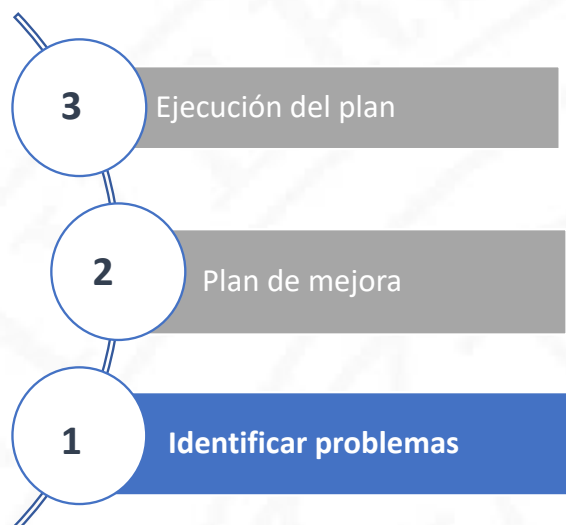 3
Ejecución del plan
2
Plan de mejora
1
Identificar problemas